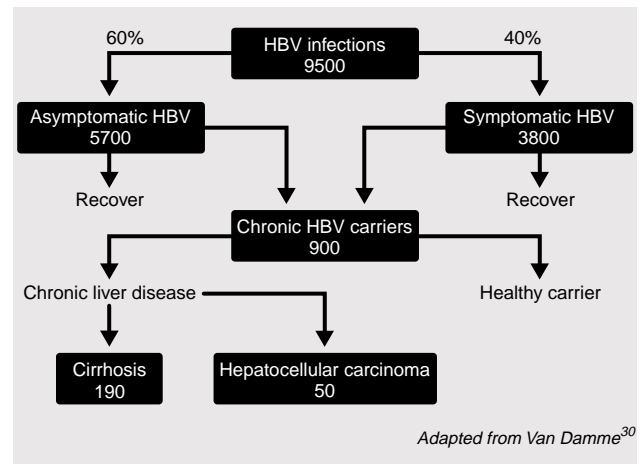 60%
HBV infections
9500
40%
Asymptomatic HBV
5700
Symptomatic HBV
3800
Recover
Recover
Chronic HBV carriers
900
Chronic liver disease
Healthy carrier
Cirrhosis
190
Hepatocellular carcinoma
50
Adapted from Van Damme30